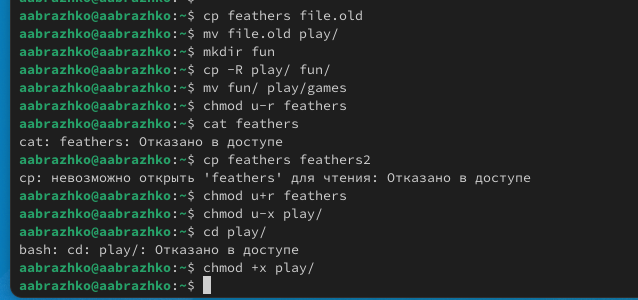 aabrazhko@aabrazhko:~$ cp feathers file.old
aabrazhko@aabrazhko:~$ mv file.old play/
aabrazhko@aabrazhko:~$ mkdir fun
aabrazhko@aabrazhko:~$ cp -R play/ fun/
aabrazhko@aabrazhko:~$ mv fun/ play/games
aabrazhko@aabrazhko:~$ chmod u-r feathers
aabrazhko@aabrazhko:~$ cat feathers
cat: feathers: Отказано в доступе
aabrazhko@aabrazhko:~$ cp feathers feathers2
cp: невозможно открыть 'feathers' для чтения: Отказано в доступе
aabrazhko@aabrazhko:~$ chmod u+r feathers
aabrazhko@aabrazhko:~$ chmod u-x play/
aabrazhko@aabrazhko:~$ cd play/
bash: cd: play/: Отказано в доступе
aabrazhko@aabrazhko:~$ chmod +x play/
aabrazhko@aabrazhko:~$